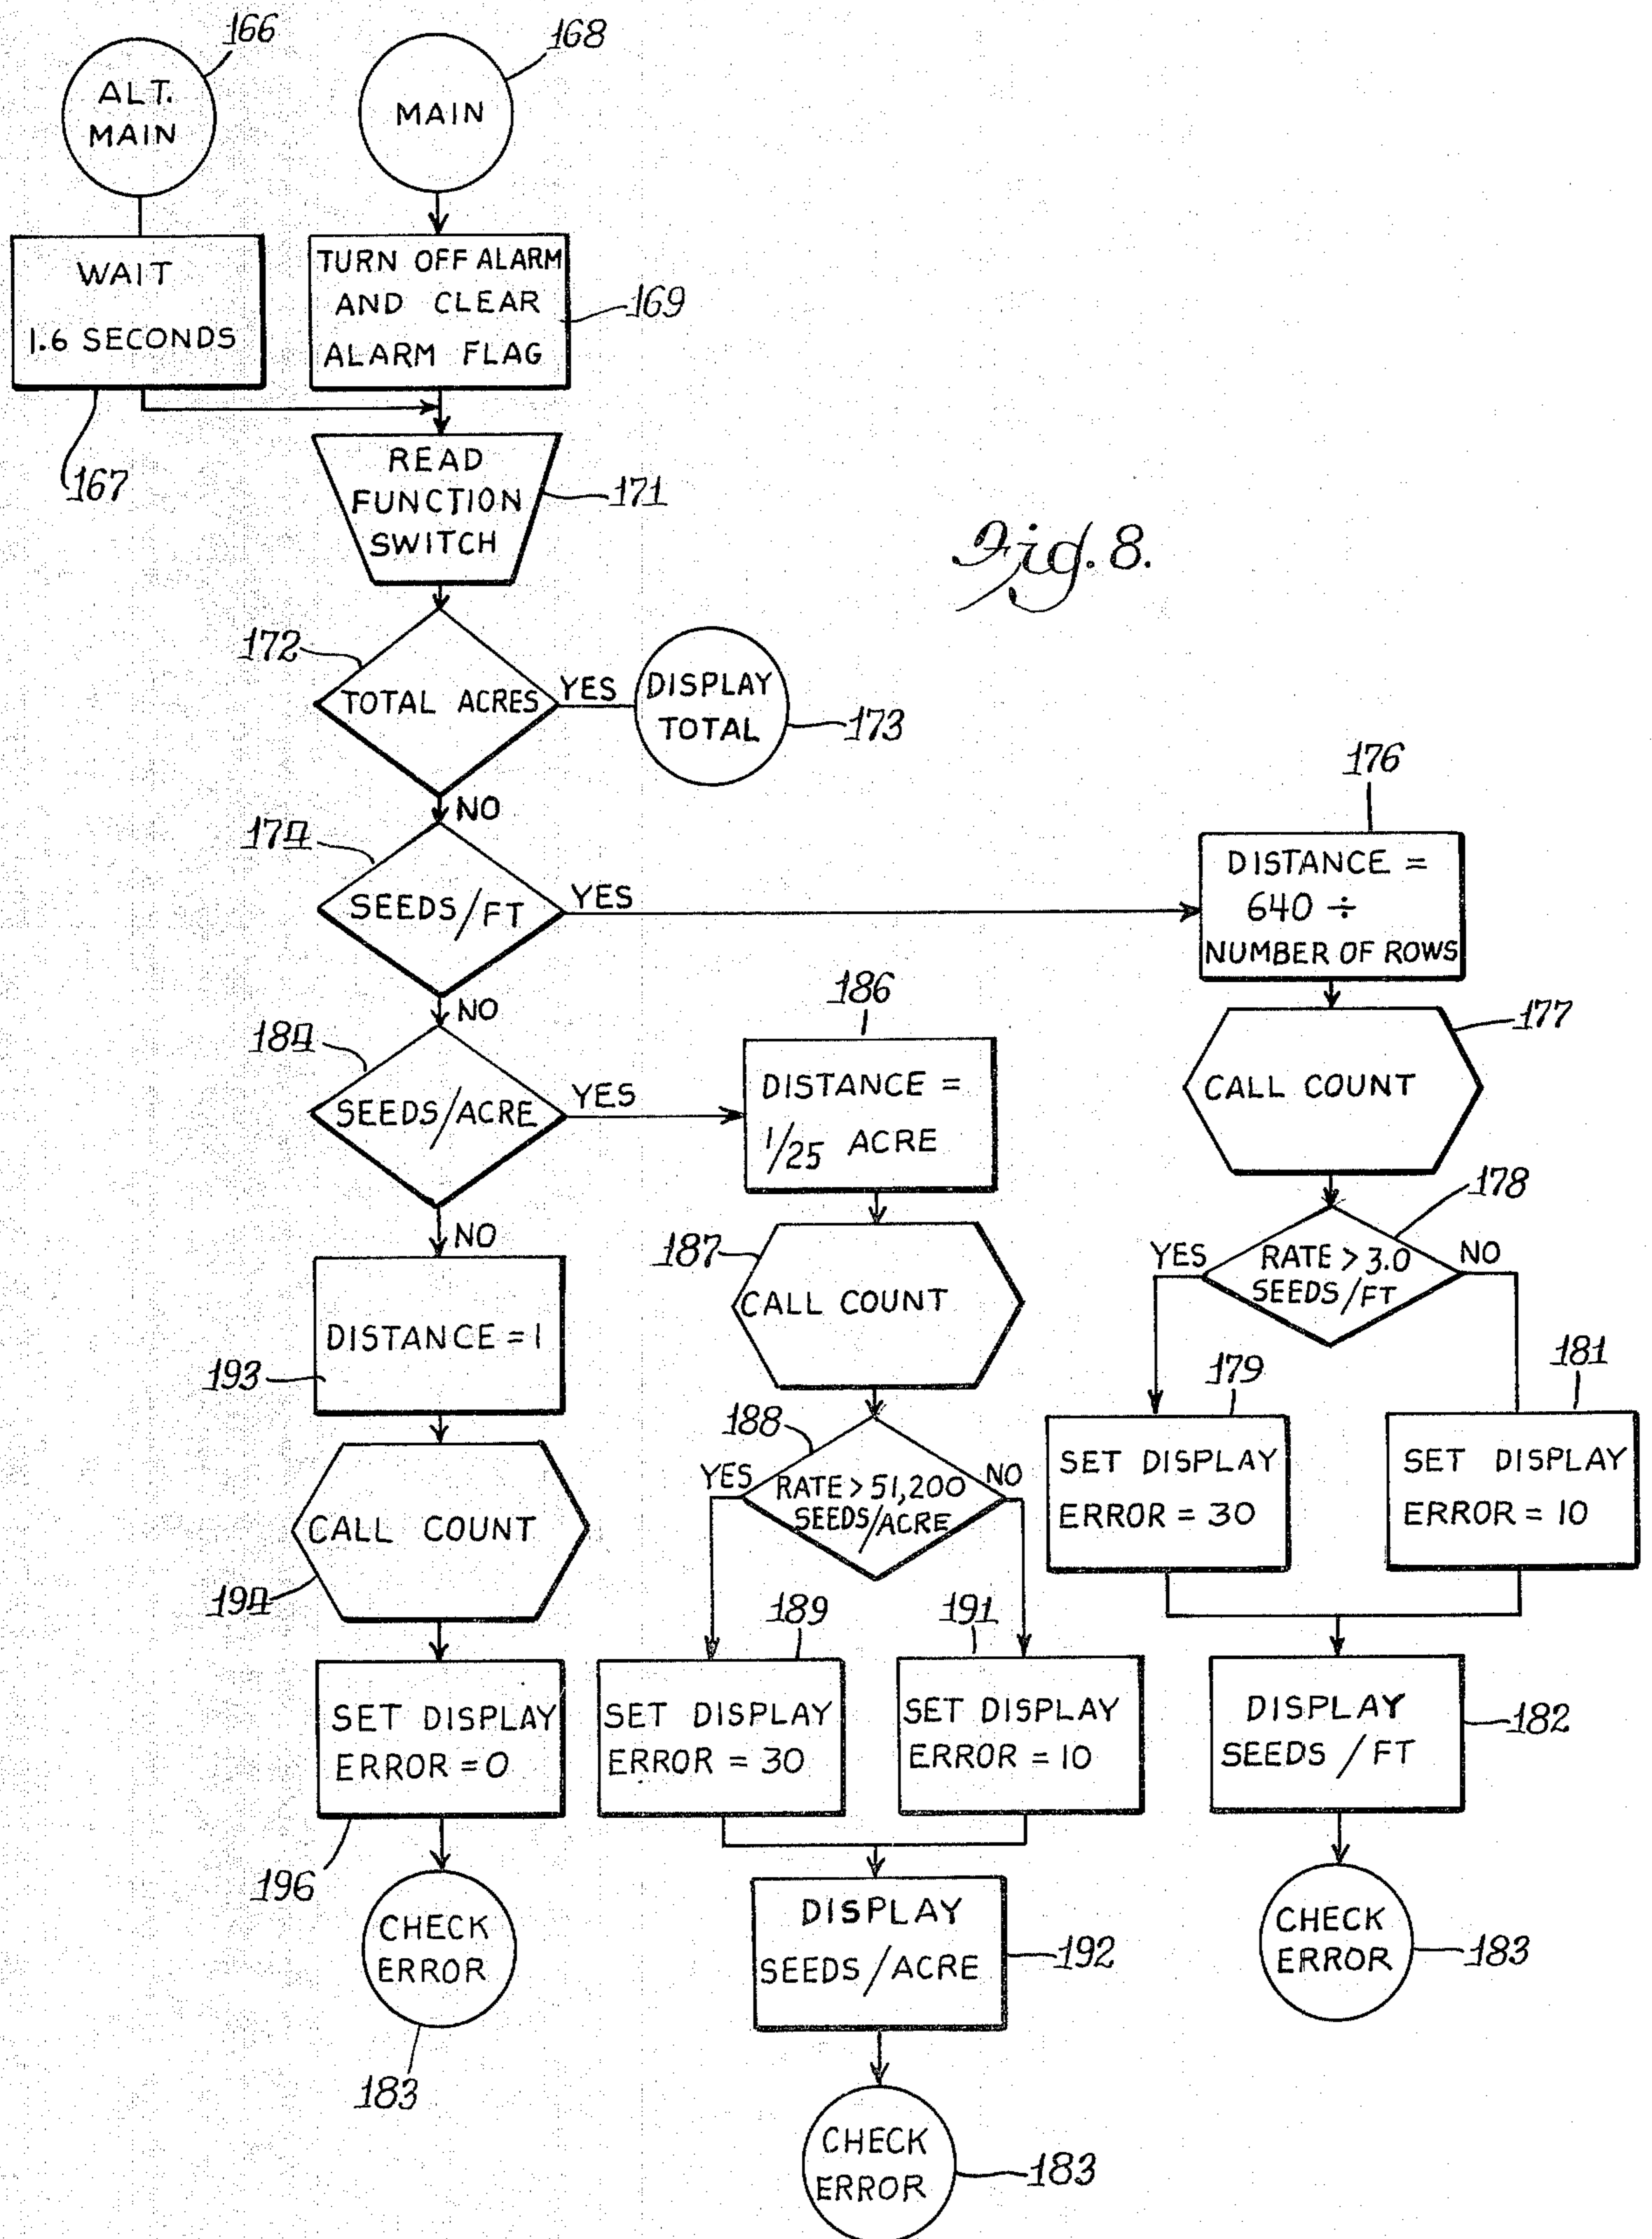 166
168
ALT.
MAIN
MAIN
WAIT
1.6 SECONDS
TURN OFF ALARM
AND CLEAR
ALARM FLAG
169
167
READ
FUNCTION
SWITCH
171
Fig. 8.
172
TOTAL ACRES
YES
DISPLAY
TOTAL
173
NO
174
SEEDS/FT
YES
176
DISTANCE =
640 ÷
NUMBER OF ROWS
NO
184
SEEDS/ACRE
YES
186
DISTANCE =
1/25 ACRE
177
CALL COUNT
NO
187
CALL COUNT
178
YES
RATE > 3.0
SEEDS/FT
NO
DISTANCE = 1
193
179
181
SET DISPLAY
ERROR = 30
SET DISPLAY
ERROR = 10
188
YES
RATE > 51,200
SEEDS/ACRE
NO
CALL COUNT
194
189
191
SET DISPLAY
ERROR = 0
SET DISPLAY
ERROR = 30
SET DISPLAY
ERROR = 10
DISPLAY
SEEDS / FT
182
196
CHECK
ERROR
183
DISPLAY
SEEDS/ACRE
192
CHECK
ERROR
183
CHECK
ERROR
183